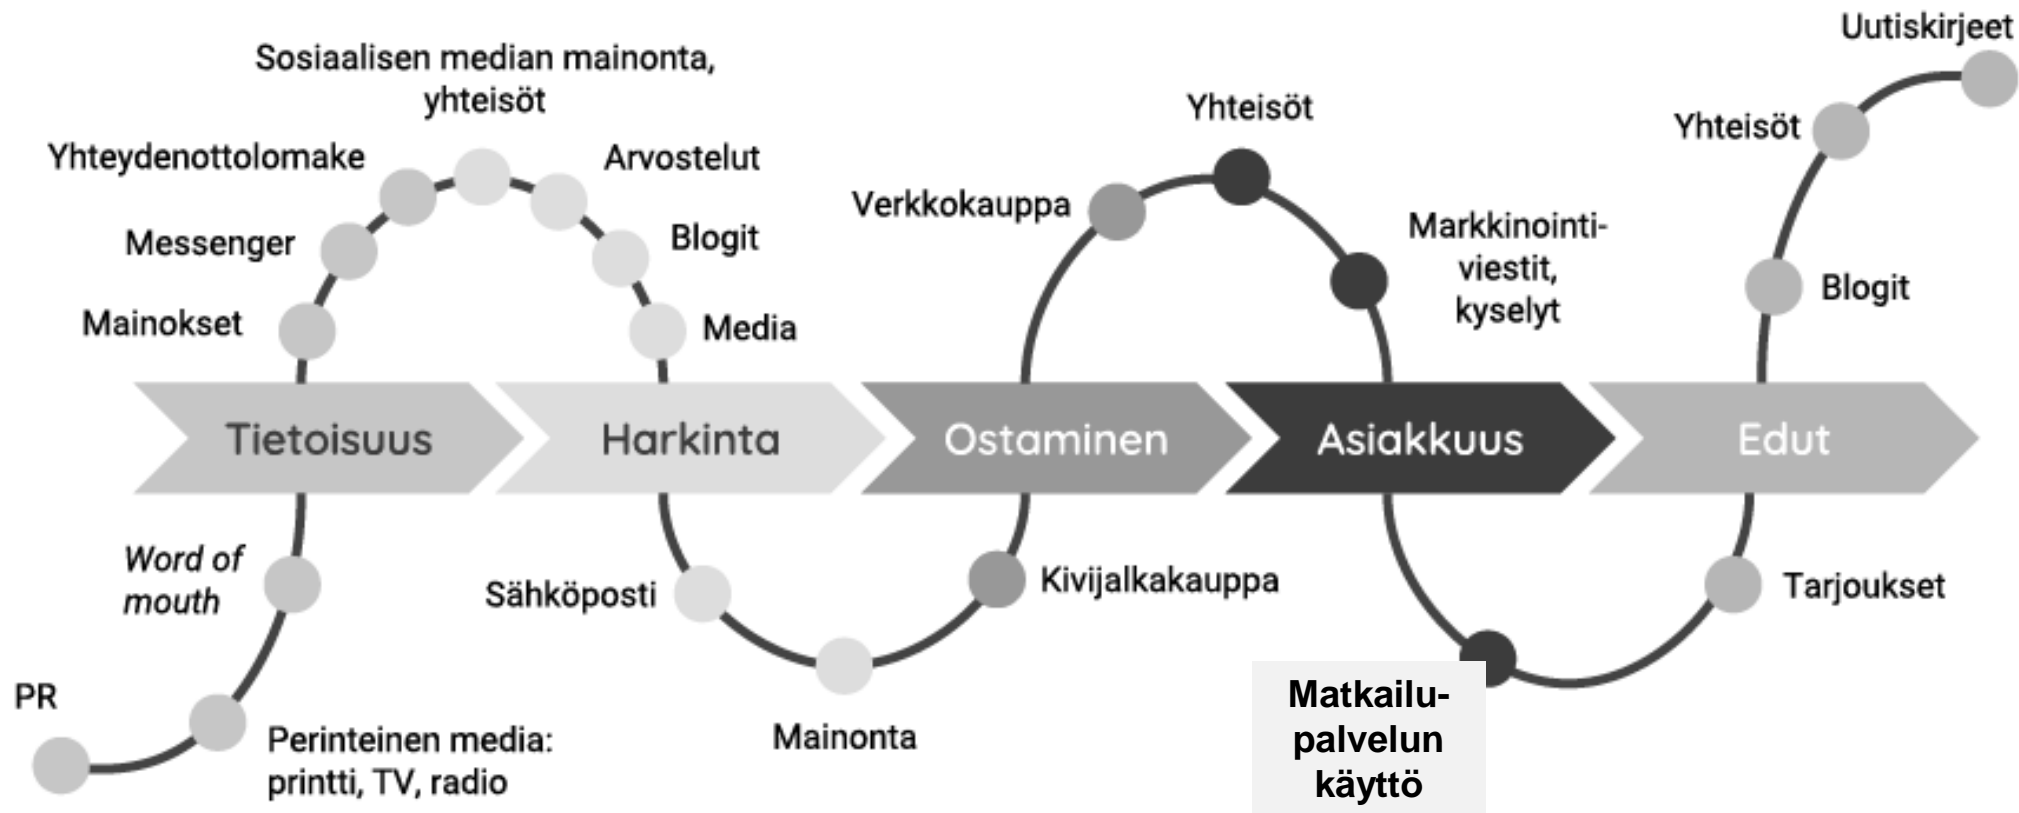 Uutiskirjeet
Sosiaalisen median mainonta,
yhteisöt
Yhteisöt
Yhteisöt
Yhteydenottolomake
Arvostelut
Verkkokauppa
Messenger
Blogit
Markkinointi-
viestit,
kyselyt
Blogit
Mainokset
Media
Tietoisuus
Harkinta
Ostaminen
Asiakkuus
Edut
Word of
mouth
Sähköposti
Kivijalkakauppa
Tarjoukset
PR
Perinteinen media:
printti, TV, radio
Mainonta
Matkailu-
palvelun
käyttö